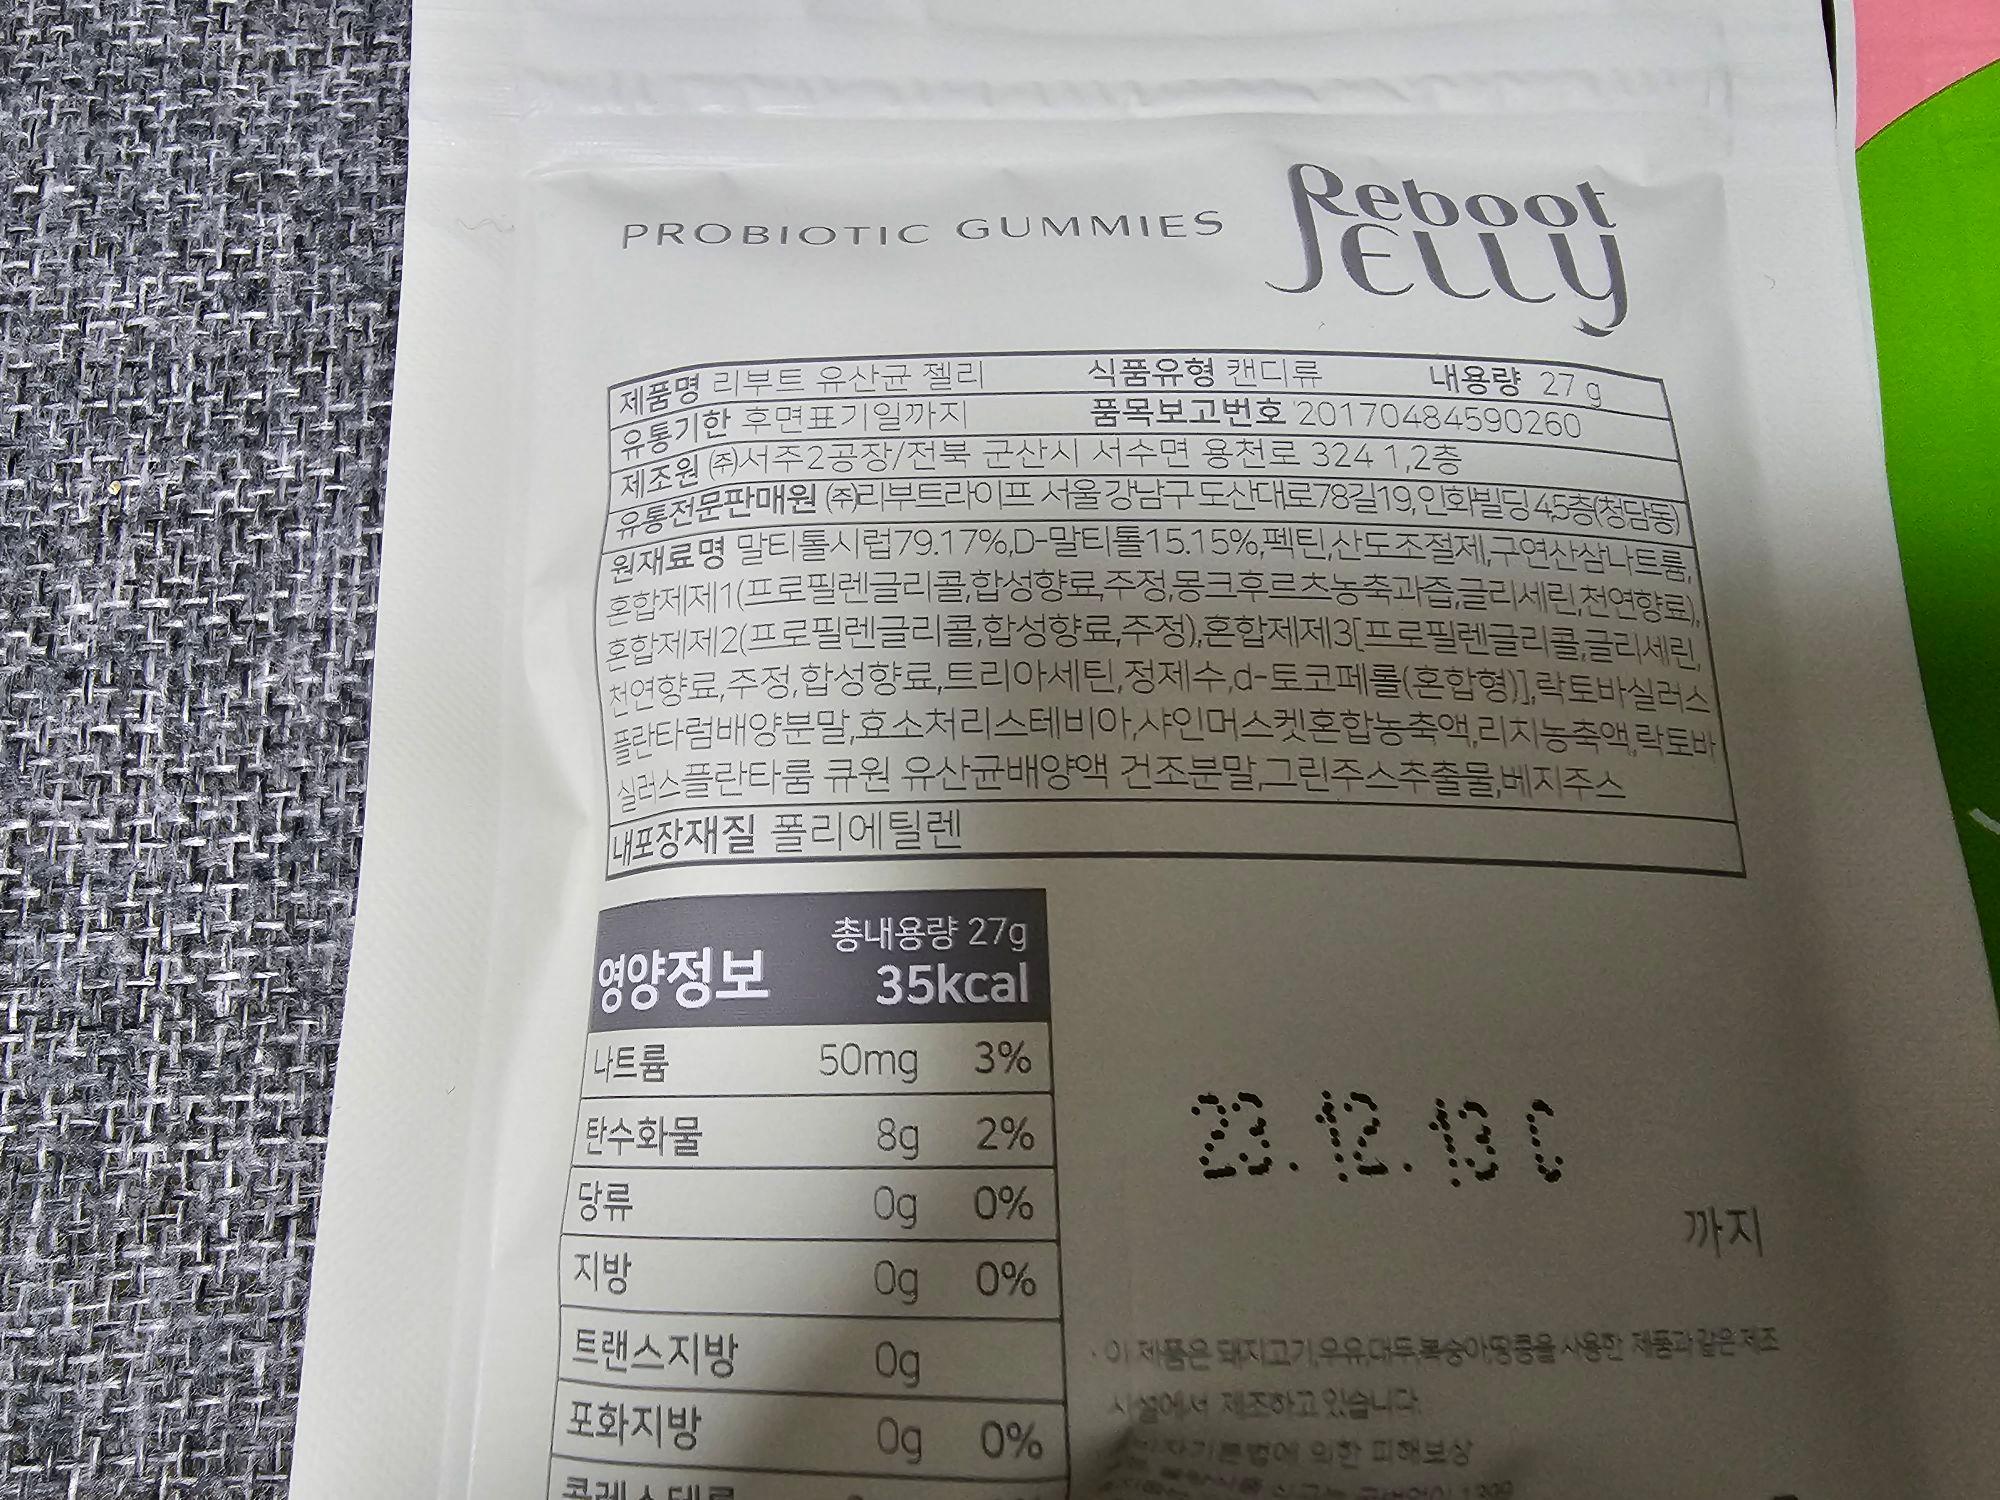 PROBIOTIC GUMMIES
Reboot
JELLY
제품명 리부트 유산균 젤리 식품유형 캔디류 내용량 27g
유통기한 후면표기일까지 품목보고번호 20170484590260
제조원 (주)서주2공장/전북 군산시 서수면 용천로 324 1,2층
유통전문판매원 (주)리부트라이프 서울 강남구 도산대로78길19,인화빌딩 4,5층(청담동)
원재료명 말티톨시럽79.17%,D-말티톨15.15%,펙틴,산도조절제,구연산삼나트륨,
혼합제제1(프로필렌글리콜,합성향료,주정,몽크후르츠농축과즙,글리세린,천연향료),
혼합제제2(프로필렌글리콜,합성향료,주정),혼합제제3[프로필렌글리콜,글리세린,
천연향료,주정,합성향료,트리아세틴,정제수,d-토코페롤(혼합형)],락토바실러스
플란타럼배양분말,효소처리스테비아,샤인머스켓혼합농축액,리치농축액,락토바
실러스플란타룸 큐원 유산균배양액 건조분말,그린주스추출물,베지주스
내포장재질 폴리에틸렌
영양정보 총내용량 27g
35kcal
나트륨 50mg 3%
탄수화물 8g 2%
당류 0g 0%
지방 0g 0%
트랜스지방 0g
포화지방 0g 0%
콜레스테롤
23.12.13
까지
· 이 제품은 돼지고기,우유,대두,복숭아,땅콩을 사용한 제품과 같은 제조
시설에서 제조하고 있습니다.
의한 피해보상